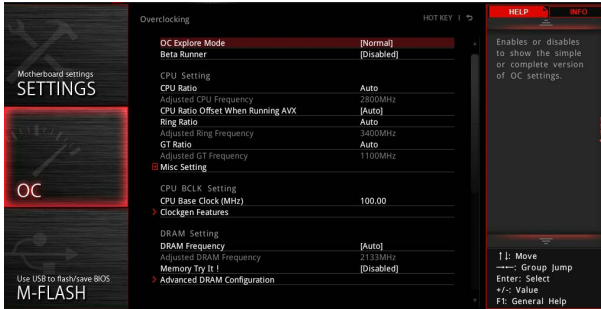 Overclocking
HOT KEY
HELP
INFO
Motherboard settings
SETTINGS
OC
Use USB to flash/save BIOS
M-FLASH
OC Explore Mode [Normal]
Beta Runner [Disabled]
CPU Setting
CPU Ratio Auto
Adjusted CPU Frequency 2800MHz
CPU Ratio Offset When Running AVX [Auto]
Ring Ratio Auto
Adjusted Ring Frequency 3400MHz
GT Ratio Auto
Adjusted GT Frequency 1100MHz
Misc Setting
CPU BCLK Setting
CPU Base Clock (MHz) 100.00
Clockgen Features
DRAM Setting
DRAM Frequency [Auto]
Adjusted DRAM Frequency 2133MHz
Memory Try It ! [Disabled]
Advanced DRAM Configuration
Enables or disables
to show the simple
or complete version
of OC settings.
↑↓: Move
→←: Group Jump
Enter: Select
+/-: Value
F1: General Help